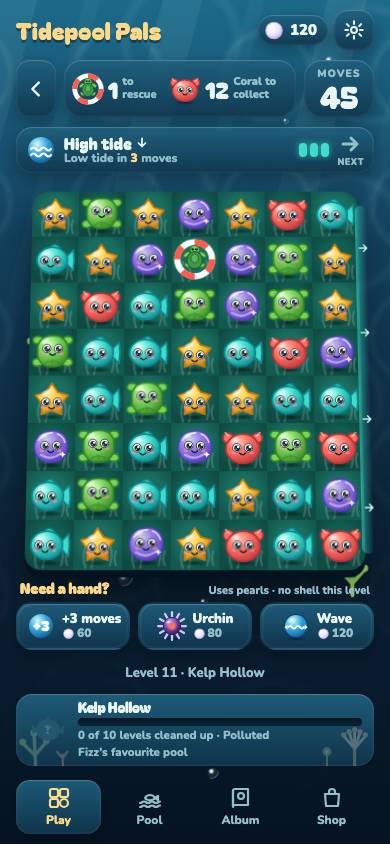 Tidepool Pals
120
1 to rescue
12 Coral to collect
MOVES
45
High tide ↓
Low tide in 3 moves
NEXT
Need a hand?
Uses pearls · no shell this level
+3
+3 moves
60
Urchin
80
Wave
120
Level 11 · Kelp Hollow
Kelp Hollow
0 of 10 levels cleaned up · Polluted
Fizz's favourite pool
Play
Pool
Album
Shop